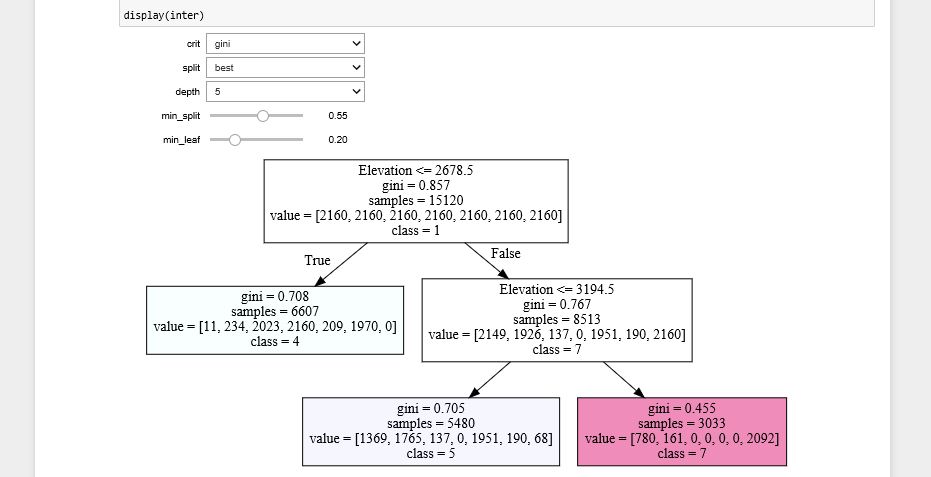 display(inter)
crit gini
split best
depth 5
min_split 0.55
min_leaf 0.20
Elevation <= 2678.5
gini = 0.857
samples = 15120
value = [2160, 2160, 2160, 2160, 2160, 2160, 2160]
class = 1
True
False
gini = 0.708
samples = 6607
value = [11, 234, 2023, 2160, 209, 1970, 0]
class = 4
Elevation <= 3194.5
gini = 0.767
samples = 8513
value = [2149, 1926, 137, 0, 1951, 190, 2160]
class = 7
gini = 0.705
samples = 5480
value = [1369, 1765, 137, 0, 1951, 190, 68]
class = 5
gini = 0.455
samples = 3033
value = [780, 161, 0, 0, 0, 0, 2092]
class = 7